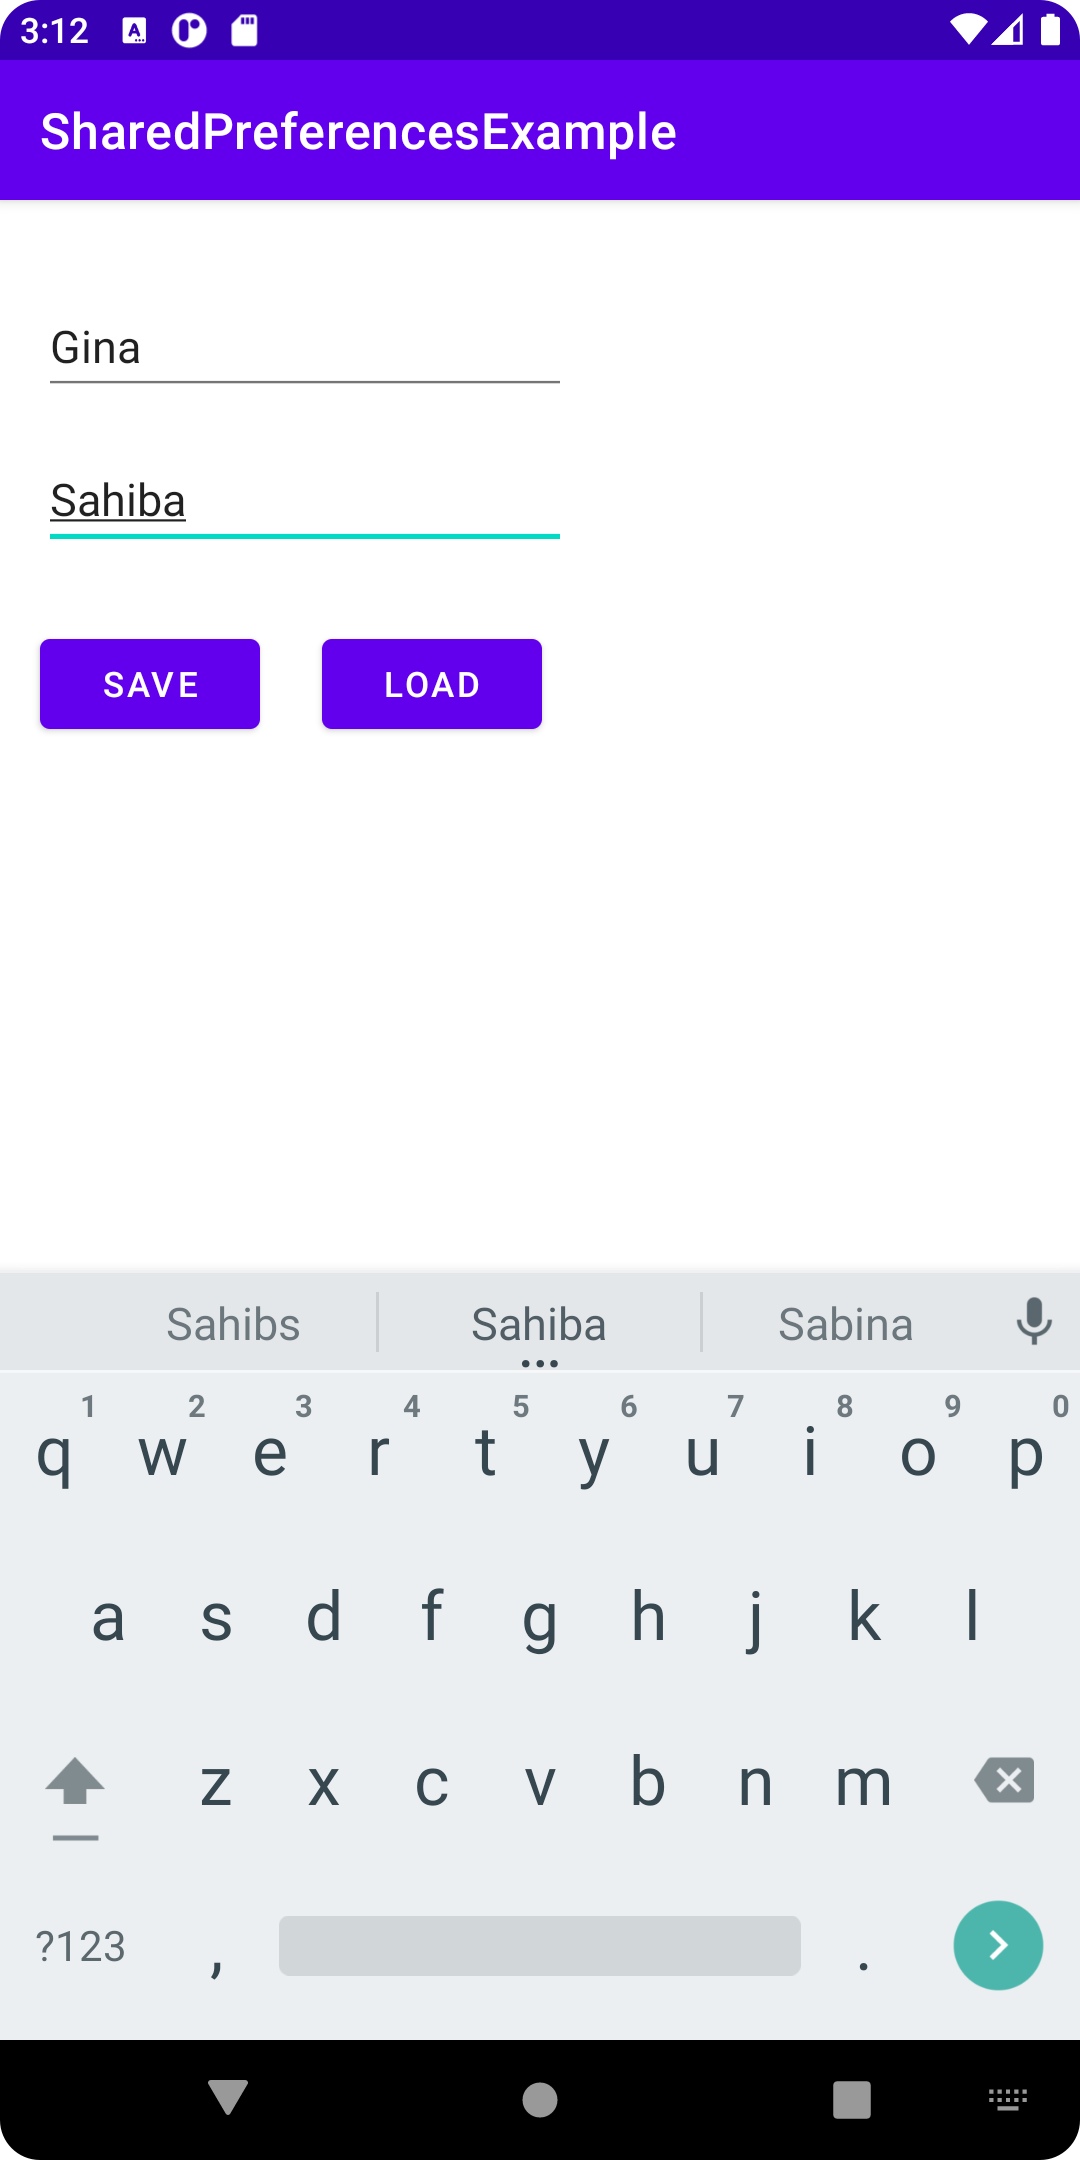 3:12
SharedPreferencesExample
Gina
Sahiba
SAVE LOAD
Sahibs Sahiba Sabina
1 2 3 4 5 6 7 8 9 0
q w e r t y u i o p
a s d f g h j k l
z x c v b n m
?123 , .